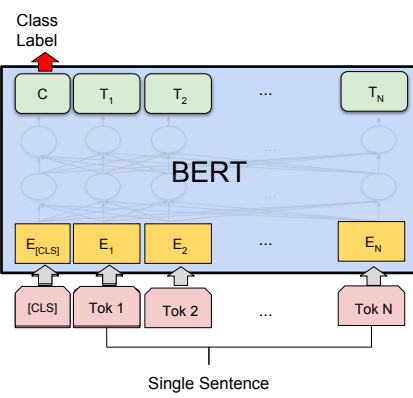 Class
Label
C T1 T2 ... TN
...
BERT
...
E[CLS] E1 E2 ... EN
[CLS] Tok 1 Tok 2 ... Tok N
Single Sentence